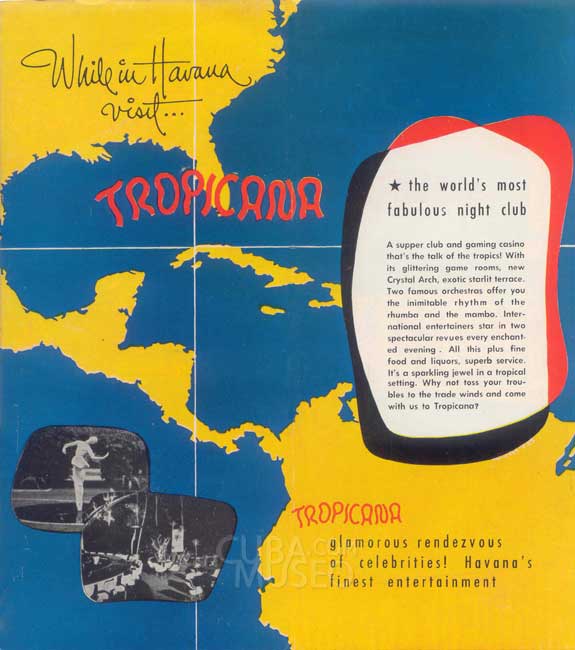 While in Havana
visit...
TROPICANA
★ the world's most
fabulous night club
A supper club and gaming casino
that's the talk of the tropics! With
its glittering game rooms, new
Crystal Arch, exotic starlit terrace.
Two famous orchestras offer you
the inimitable rhythm of the
rhumba and the mambo. Inter-
national entertainers star in two
spectacular revues every enchant-
ed evening. All this plus fine
food and liquors, superb service.
It's a sparkling jewel in a tropical
setting. Why not toss your trou-
bles to the trade winds and come
with us to Tropicana?
TROPICANA
glamorous rendezvous
of celebrities! Havana's
finest entertainment
CUBA
MUSEO